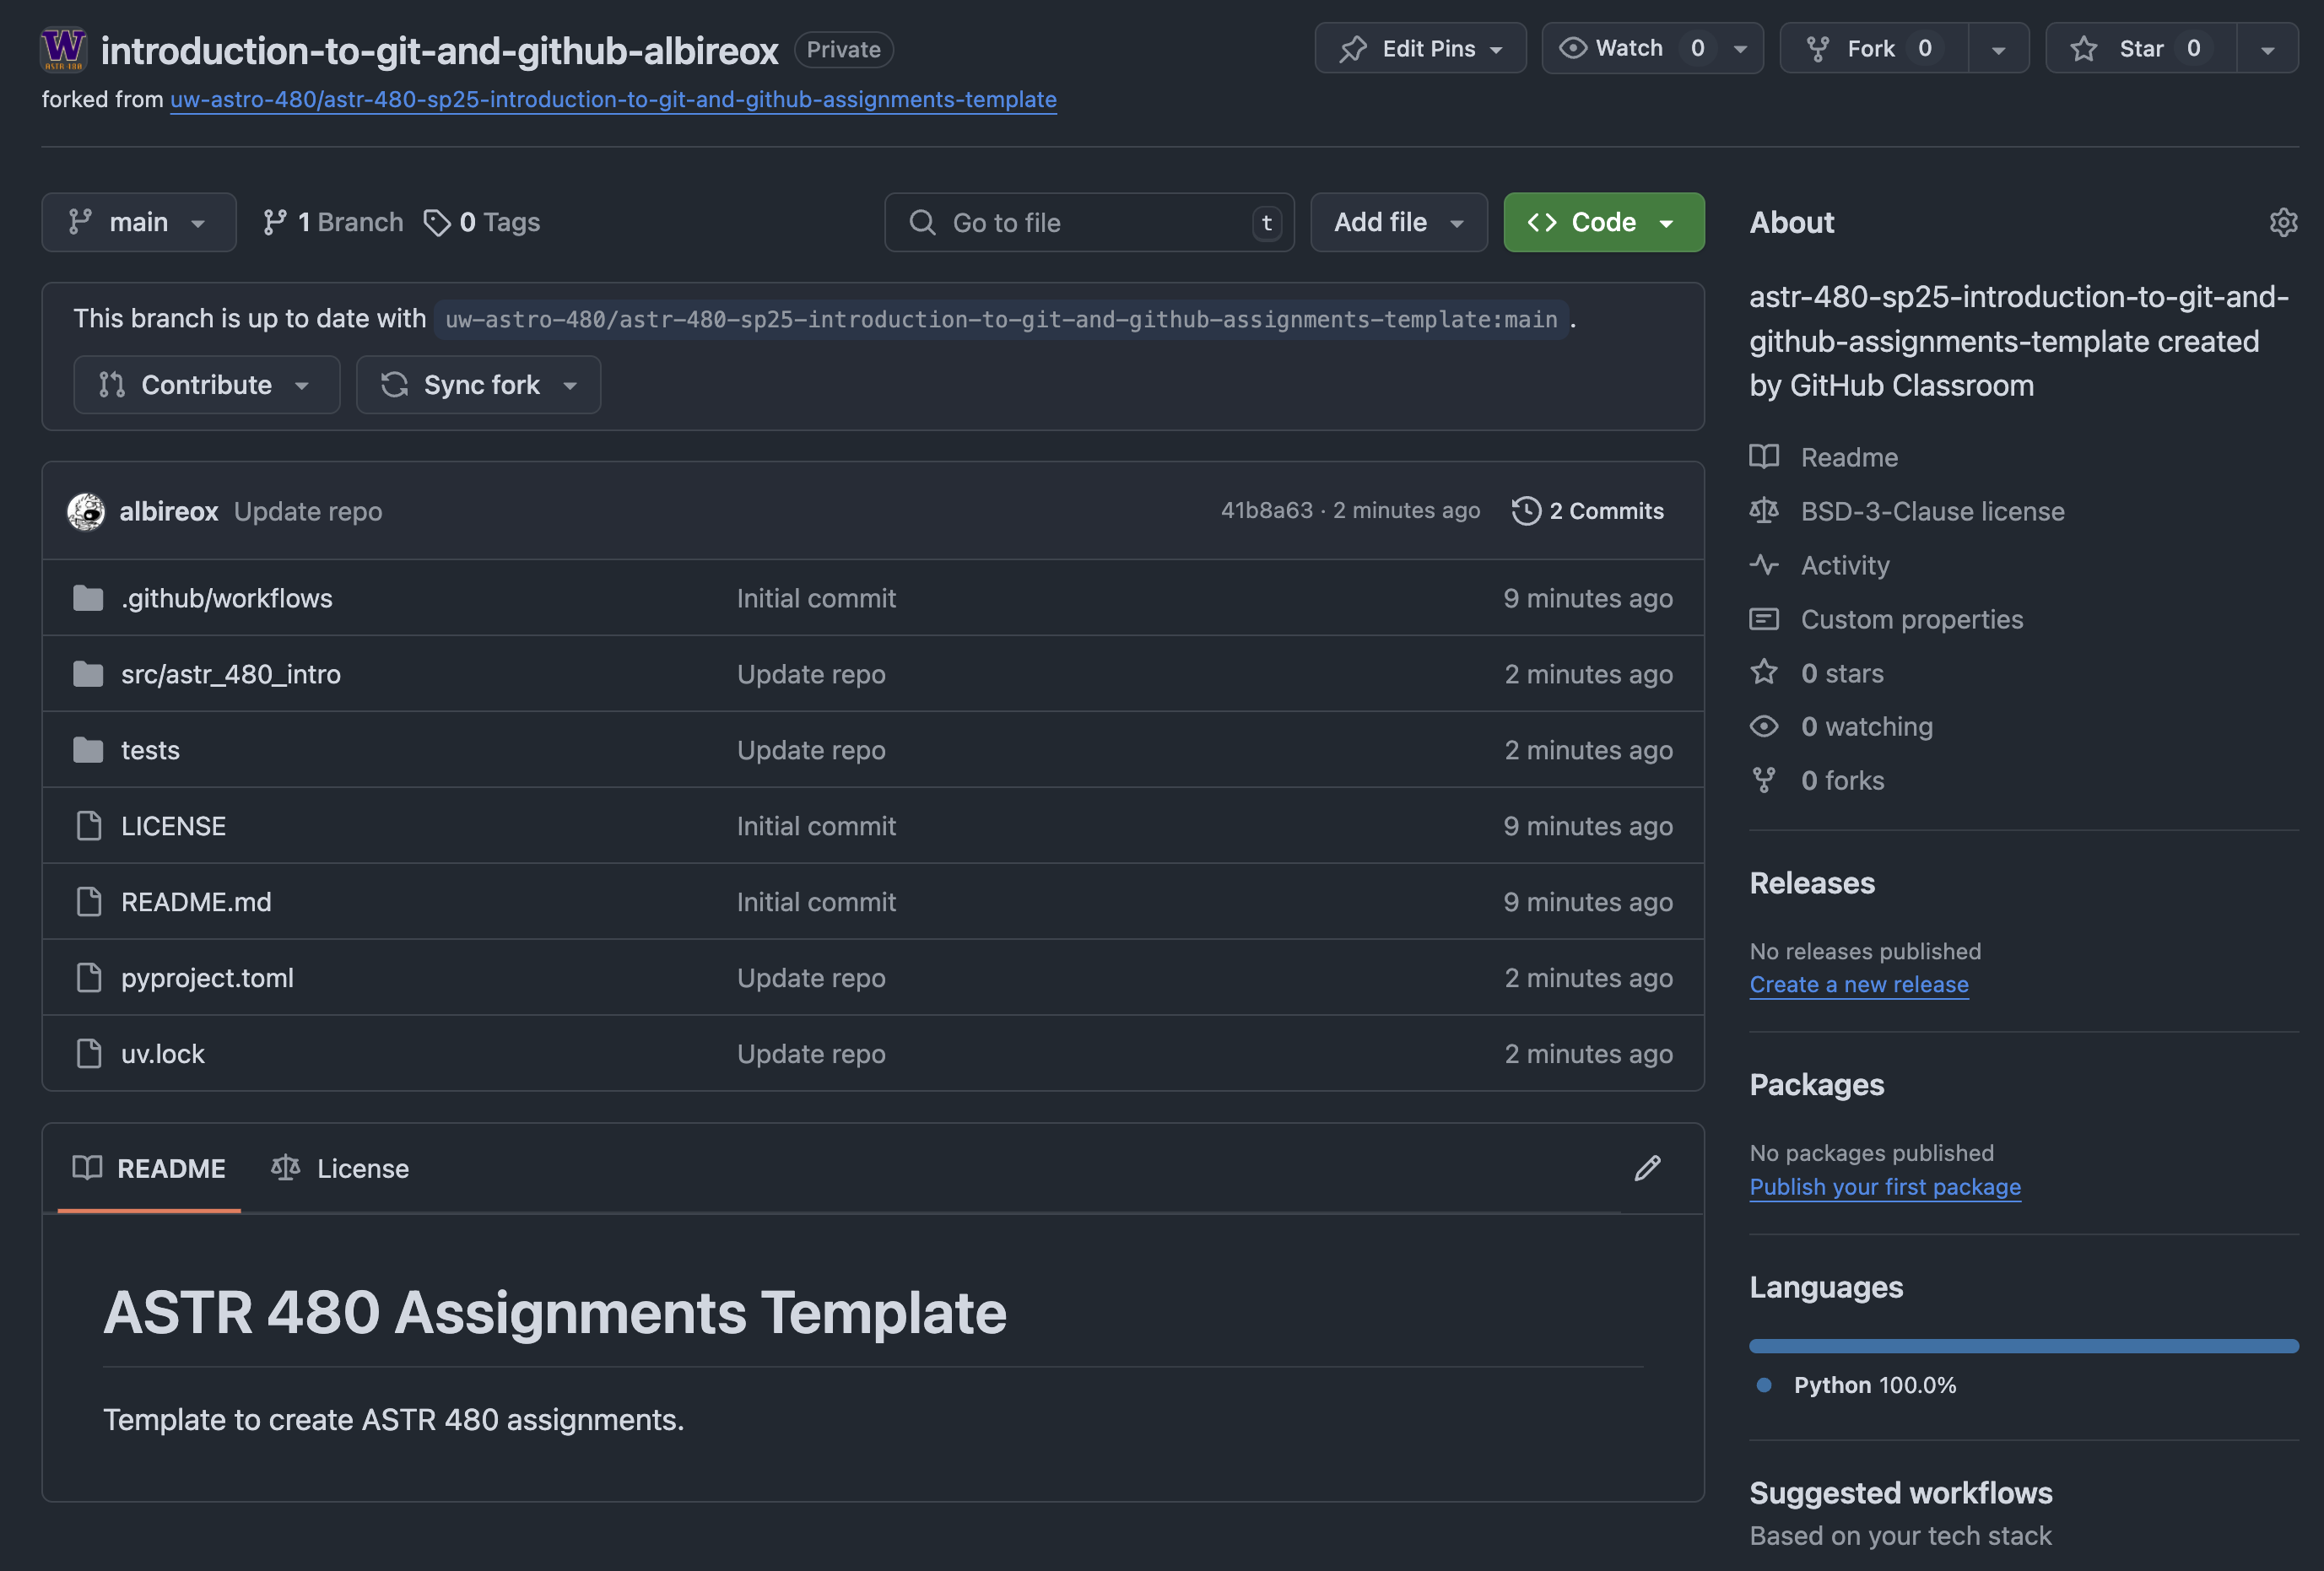 introduction-to-git-and-github-albireox Private
Edit Pins Watch 0 Fork 0 Star 0
forked from uw-astro-480/astr-480-sp25-introduction-to-git-and-github-assignments-template
main 1 Branch 0 Tags Go to file t Add file Code
This branch is up to date with uw-astro-480/astr-480-sp25-introduction-to-git-and-github-assignments-template:main .
Contribute Sync fork
albireox Update repo 41b8a63 · 2 minutes ago 2 Commits
.github/workflows Initial commit 9 minutes ago
src/astr_480_intro Update repo 2 minutes ago
tests Update repo 2 minutes ago
LICENSE Initial commit 9 minutes ago
README.md Initial commit 9 minutes ago
pyproject.toml Update repo 2 minutes ago
uv.lock Update repo 2 minutes ago
README License
ASTR 480 Assignments Template
Template to create ASTR 480 assignments.
About
astr-480-sp25-introduction-to-git-and-
github-assignments-template created
by GitHub Classroom
Readme
BSD-3-Clause license
Activity
Custom properties
0 stars
0 watching
0 forks
Releases
No releases published
Create a new release
Packages
No packages published
Publish your first package
Languages
Python 100.0%
Suggested workflows
Based on your tech stack